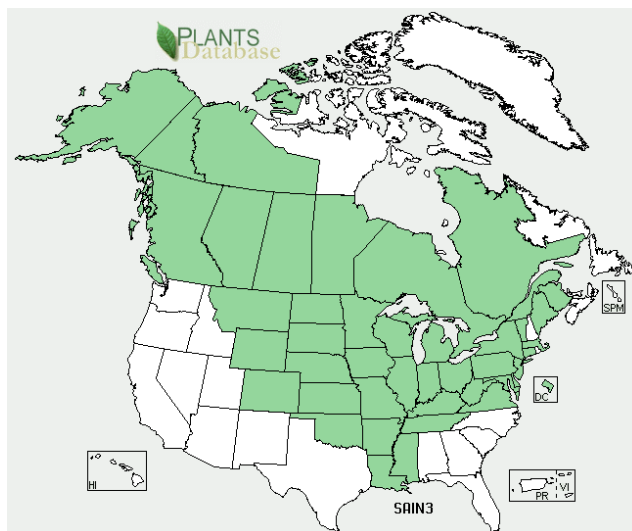 PLANTS
Database
SPM
DC
HI
PR
VI
SAIN3